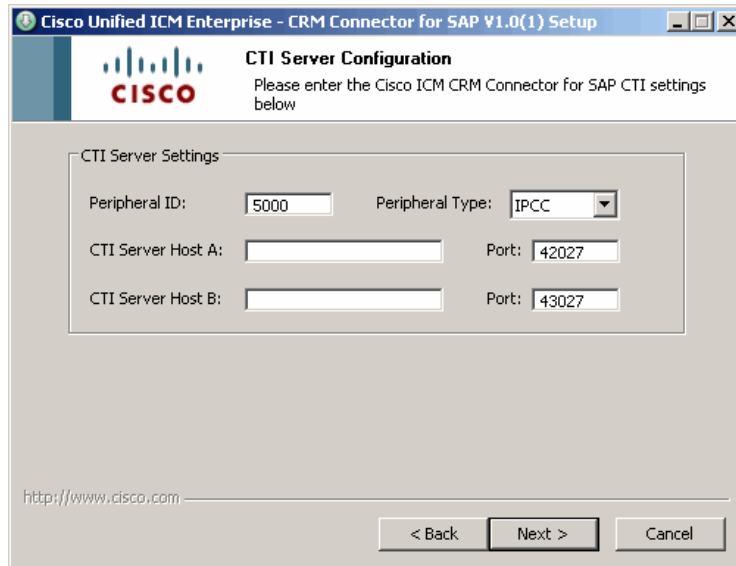 Cisco Unified ICM Enterprise - CRM Connector for SAP V1.0(1) Setup
CISCO
CTI Server Configuration
Please enter the Cisco ICM CRM Connector for SAP CTI settings
below
CTI Server Settings
Peripheral ID: 5000 Peripheral Type: IPCC
CTI Server Host A: Port: 42027
CTI Server Host B: Port: 43027
http://www.cisco.com
< Back Next > Cancel